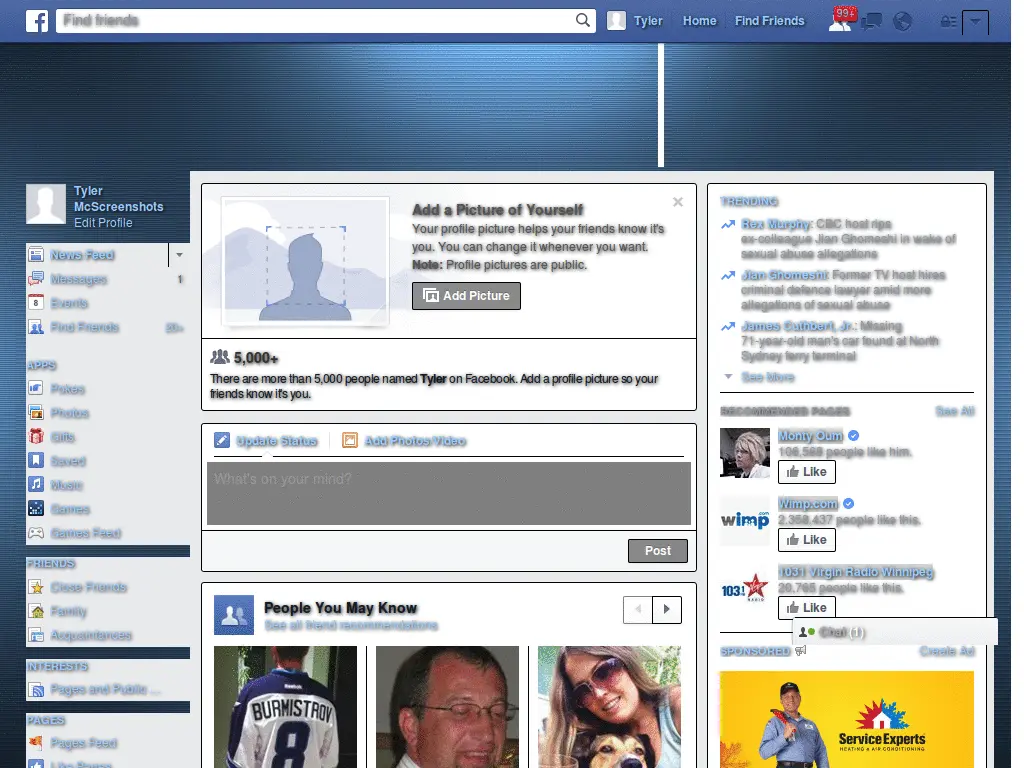 Find friends
Tyler
Home
Find Friends
99+
Tyler
McScreenshots
Edit Profile
News Feed
Messages
1
8
Events
Find Friends
20+
APPS
Pokes
Photos
Gifts
Saved
Music
Games
Games Feed
FRIENDS
Close Friends
Family
Acquaintances
INTERESTS
Pages and Public ...
PAGES
Pages Feed
Like Pages
Add a Picture of Yourself
Your profile picture helps your friends know it's
you. You can change it whenever you want.
Note: Profile pictures are public.
Add Picture
5,000+
There are more than 5,000 people named Tyler on Facebook. Add a profile picture so your
friends know it's you.
Update Status
Add Photos/Video
What's on your mind?
Post
People You May Know
See all friend recommendations
Reebok
BURMISTROV
8
TRENDING
Rex Murphy: CBC host rips
ex-colleague Jian Ghomeshi in wake of
sexual abuse allegations
Jian Ghomeshi: Former TV host hires
criminal defence lawyer amid more
allegations of sexual abuse
James Cuthbert, Jr.: Missing
71-year-old man's car found at North
Sydney ferry terminal
See More
RECOMMENDED PAGES
See All
Monty Oum
106,568 people like him.
Like
wimp
Wimp.com
2,358,437 people like this.
Like
103.1
RADIO
1031 Virgin Radio Winnipeg
20,765 people like this.
Like
Chat (1)
SPONSORED
Create Ad
Service Experts
HEATING & AIR CONDITIONING